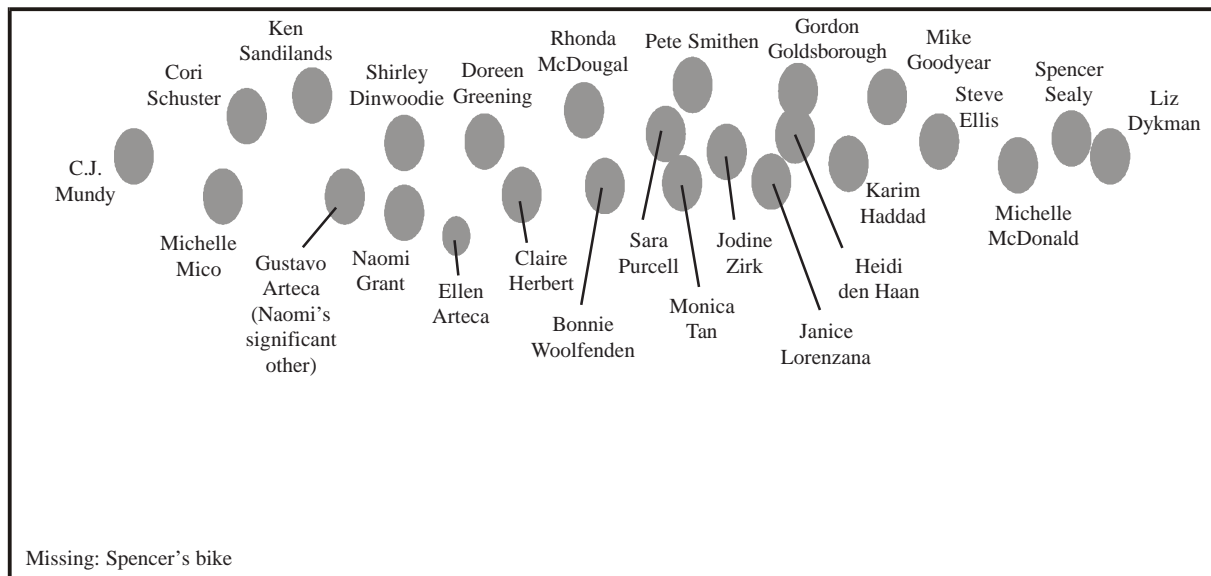 Ken
Sandilands
Cori
Schuster
Shirley
Dinwoodie
Doreen
Greening
Rhonda
McDougal
Pete Smithen
Gordon
Goldsborough
Mike
Goodyear
Steve
Ellis
Spencer
Sealy
Liz
Dykman
C.J.
Mundy
Michelle
Mico
Gustavo
Arteca
(Naomi’s
significant
other)
Naomi
Grant
Ellen
Arteca
Claire
Herbert
Bonnie
Woolfenden
Sara
Purcell
Monica
Tan
Jodine
Zirk
Janice
Lorenzana
Heidi
den Haan
Karim
Haddad
Michelle
McDonald
Missing: Spencer’s bike